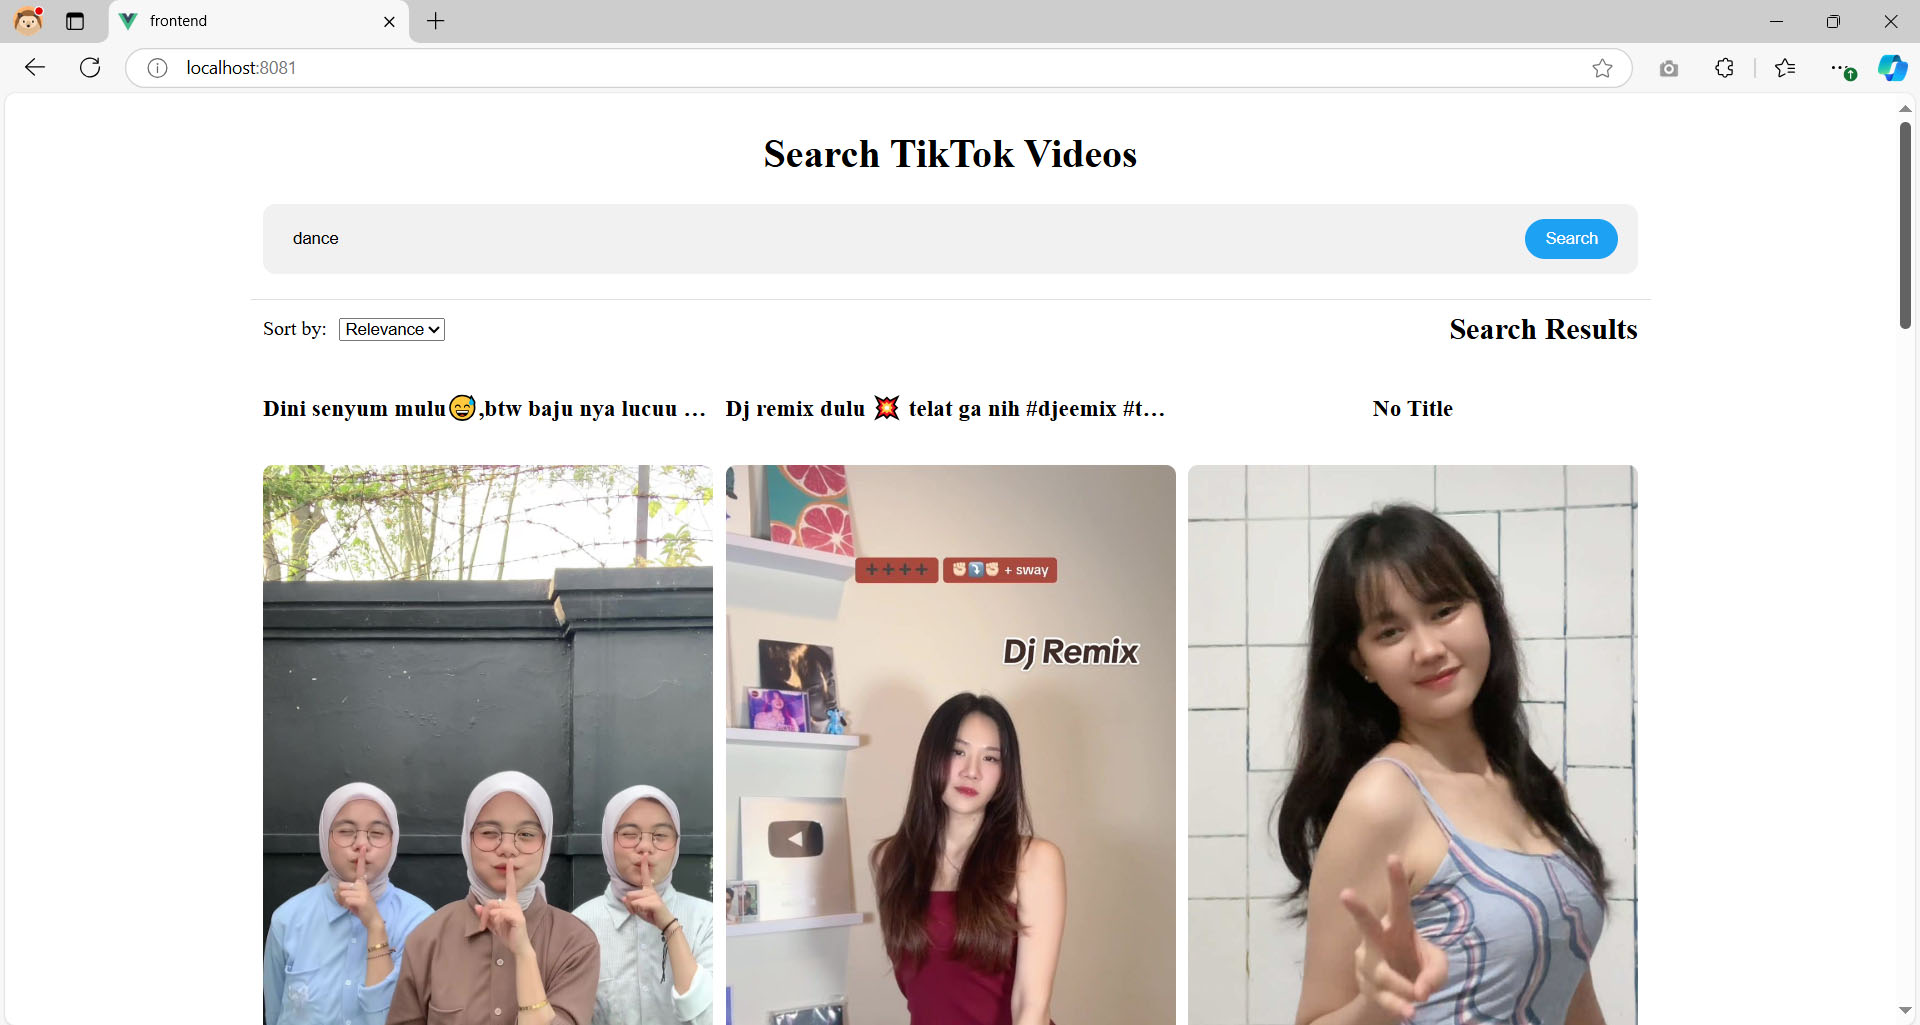 frontend
localhost:8081
Search TikTok Videos
dance
Search
Sort by: Relevance
Search Results
Dini senyum mulu😅,btw baju nya lucuu ...
Dj remix dulu 💥 telat ga nih #djeemix #t...
No Title
++++ ✊🏻⤵️✊🏻 + sway
Dj Remix